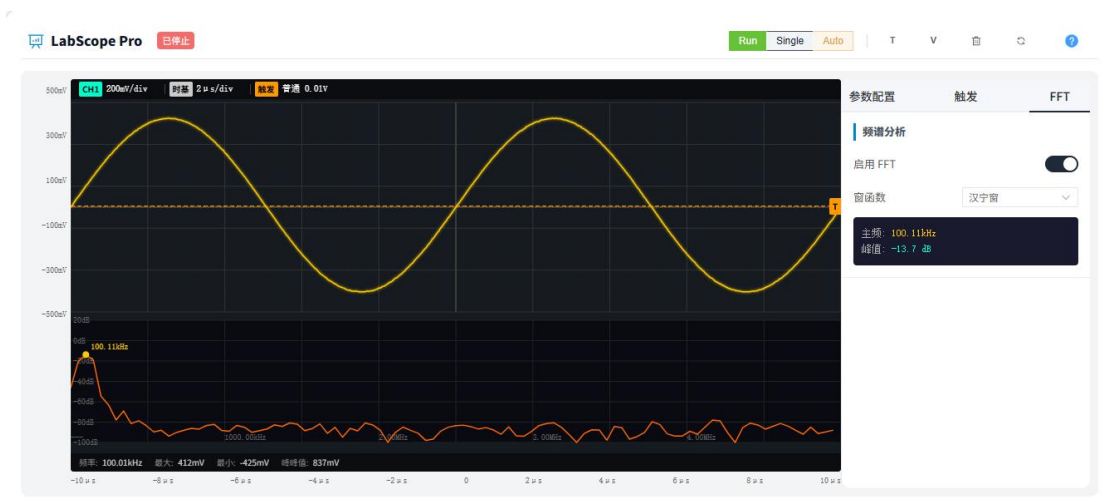 LabScope Pro 已停止 Run Single Auto T V ?
CH1 200mV/div 时基 2μs/div 触发 普通 0.01V
500mV
300mV
100mV
-100mV
-300mV
-500mV
T
20dB
0dB
100.11kHz
-20dB
-40dB
-60dB
-80dB
-100dB
1000.00kHz 2.00MHz 3.00MHz 4.00MHz
频率: 100.01kHz 最大: 412mV 最小: -425mV 峰峰值: 837mV
-10μs -8μs -6μs -4μs -2μs 0 2μs 4μs 6μs 8μs 10μs
参数配置 触发 FFT
频谱分析
启用 FFT
窗函数 汉宁窗
主频: 100.11kHz
峰值: -13.7 dB